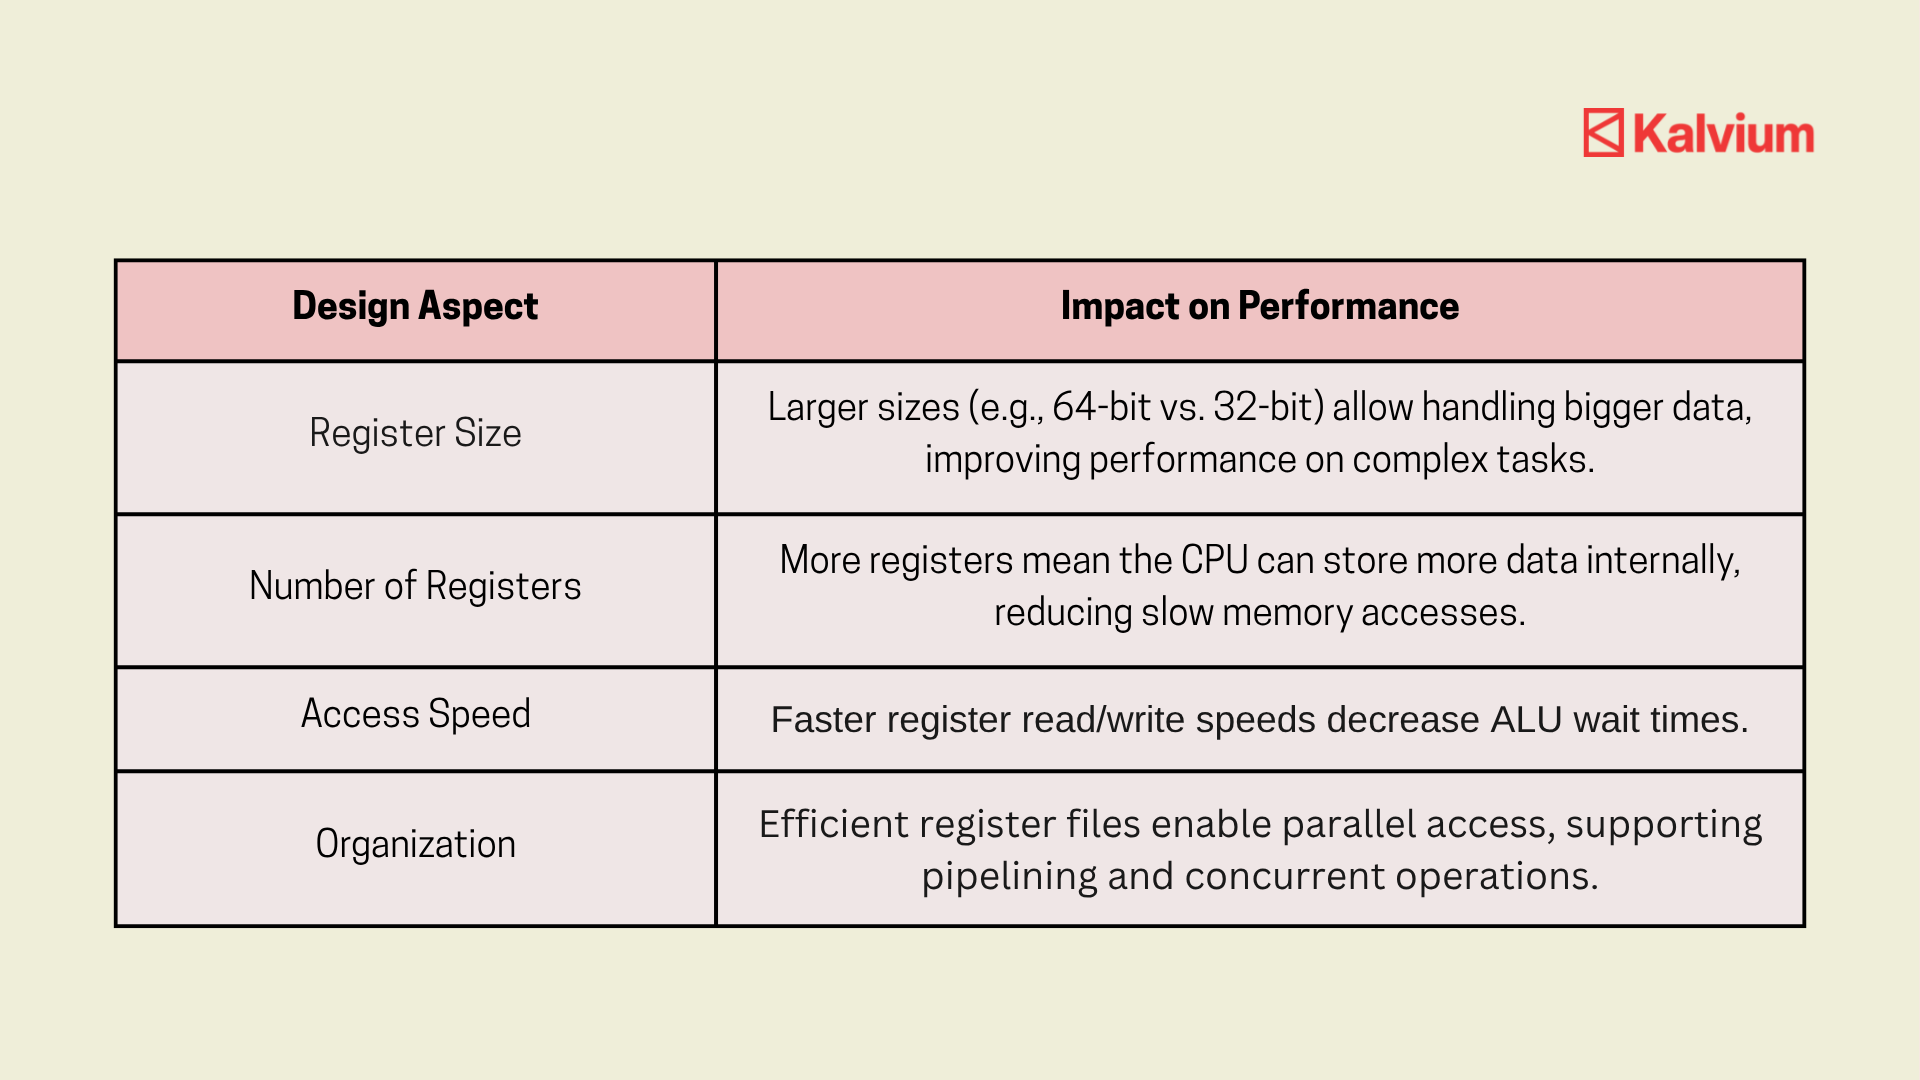 Kalvium
Design Aspect
Impact on Performance
Register Size
Larger sizes (e.g., 64-bit vs. 32-bit) allow handling bigger data,
improving performance on complex tasks.
Number of Registers
More registers mean the CPU can store more data internally,
reducing slow memory accesses.
Access Speed
Faster register read/write speeds decrease ALU wait times.
Organization
Efficient register files enable parallel access, supporting
pipelining and concurrent operations.